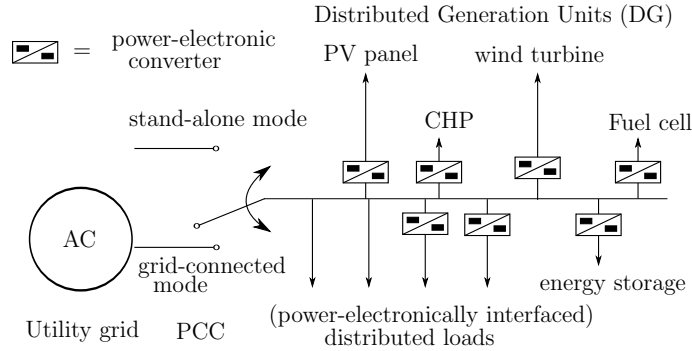 Distributed Generation Units (DG)
= power-electronic
converter
PV panel
wind turbine
stand-alone mode
CHP
Fuel cell
AC
grid-connected
mode
energy storage
(power-electronically interfaced)
distributed loads
Utility grid
PCC